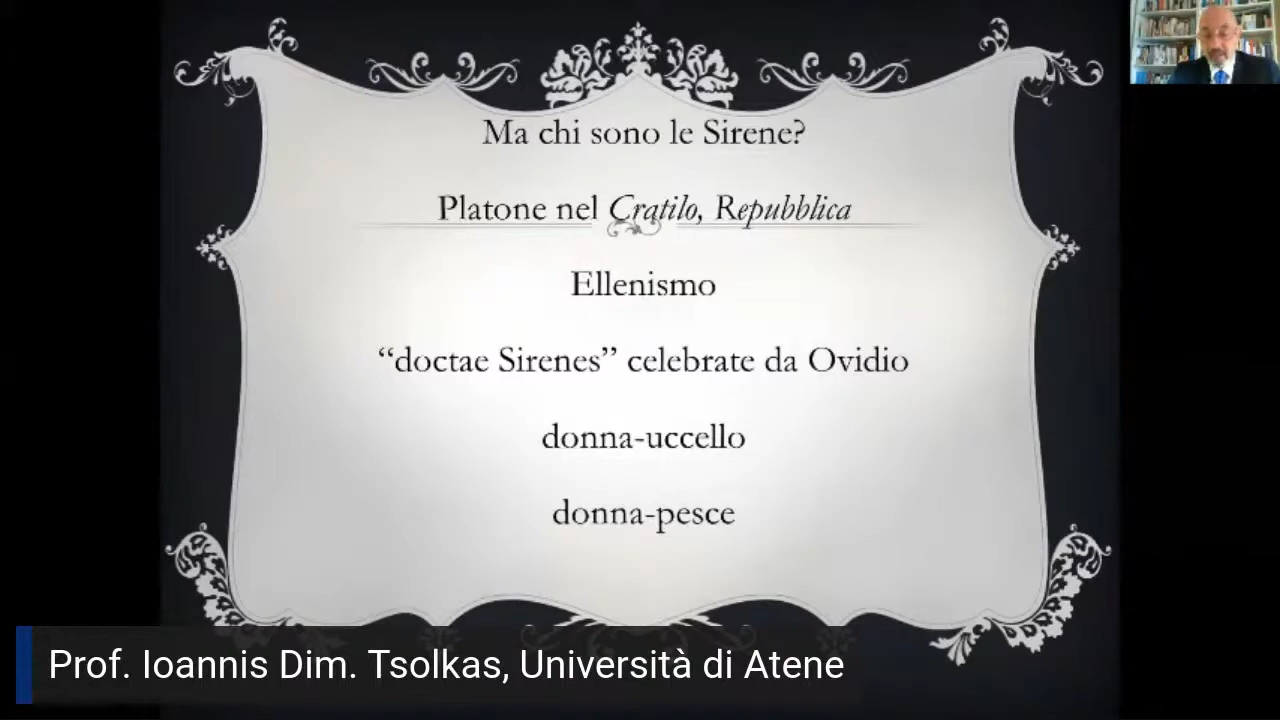 Ma chi sono le Sirene?
Platone nel Cratilo, Repubblica
Ellenismo
“doctae Sirenes” celebrate da Ovidio
donna-uccello
donna-pesce
Prof. Ioannis Dim. Tsolkas, Università di Atene